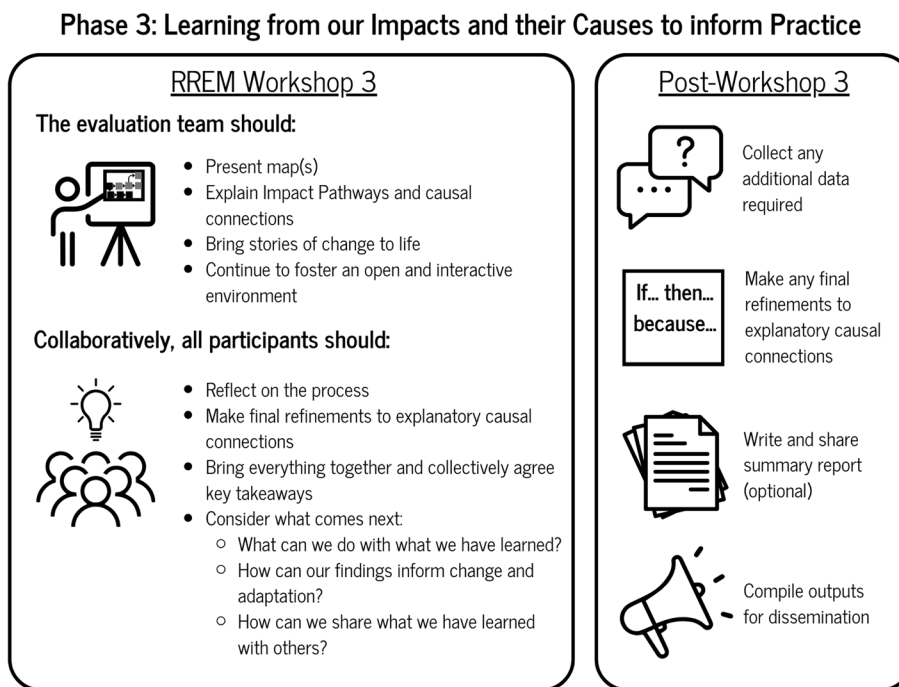 Phase 3: Learning from our Impacts and their Causes to inform Practice
RREM Workshop 3
The evaluation team should:
• Present map(s)
• Explain Impact Pathways and causal
connections
• Bring stories of change to life
• Continue to foster an open and interactive
environment
Collaboratively, all participants should:
• Reflect on the process
• Make final refinements to explanatory causal
connections
• Bring everything together and collectively agree
key takeaways
• Consider what comes next:
○ What can we do with what we have learned?
○ How can our findings inform change and
adaptation?
○ How can we share what we have learned
with others?
Post-Workshop 3
?
...
Collect any
additional data
required
If... then...
because...
Make any final
refinements to
explanatory causal
connections
Write and share
summary report
(optional)
Compile outputs
for dissemination